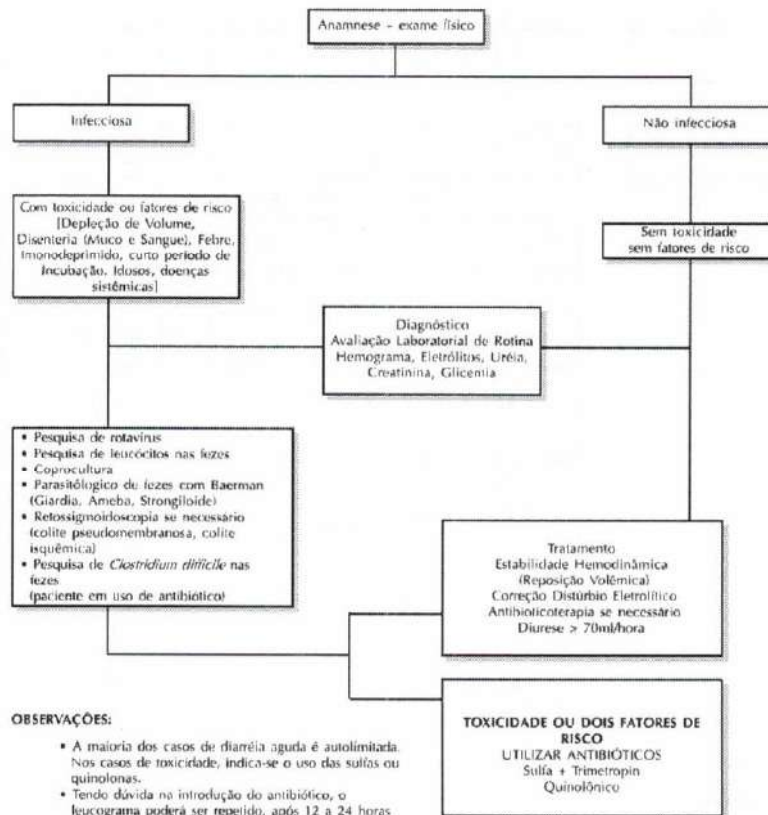 Anamnese - exame físico
Infecciosa
Não infecciosa
Com toxicidade ou fatores de risco
[Depleção de Volume,
Disenteria (Muco e Sangue), Febre,
Imonodeprimido, curto período de
Incubação. Idosos, doenças
sistêmicas]
Sem toxicidade
sem fatores de risco
Diagnóstico
Avaliação Laboratorial de Rotina
Hemograma, Eletrólitos, Uréia,
Creatinina, Glicemia
• Pesquisa de rotavírus
• Pesquisa de leucócitos nas fezes
• Coprocultura
• Parasitólogico de fezes com Baerman
(Giardia, Ameba, Strongiloide)
• Retossigmoidoscopia se necessário
(colite pseudomembranosa, colite
isquêmica)
• Pesquisa de Clostridium difficile nas
fezes
(paciente em uso de antibiótico)
Tratamento
Estabilidade Hemodinâmica
(Reposição Volêmica)
Correção Distúrbio Eletrolítico
Antibioticoterapia se necessário
Diurese > 70ml/hora
TOXICIDADE OU DOIS FATORES DE
RISCO
UTILIZAR ANTIBIÓTICOS
Sulfa + Trimetropin
Quinolônico
OBSERVAÇÕES:
• A maioria dos casos de diarréia aguda é autolimitada.
Nos casos de toxicidade, indica-se o uso das sulfas ou
quinolonas.
• Tendo dúvida na introdução do antibiótico, o
leucograma poderá ser repetido, após 12 a 24 horas